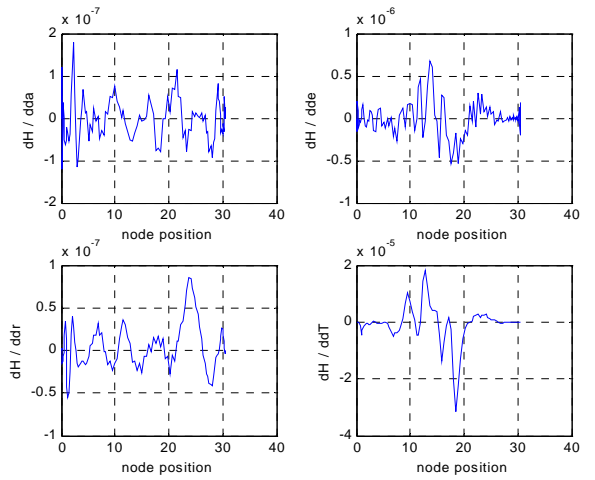 x 10^-7
2
1
0
-1
-2
dH / dda
0 10 20 30 40
node position
x 10^-6
1
0.5
0
-0.5
-1
dH / dde
0 10 20 30 40
node position
x 10^-7
1
0.5
0
-0.5
-1
dH / ddr
0 10 20 30 40
node position
x 10^-5
2
0
-2
-4
dH / ddT
0 10 20 30 40
node position